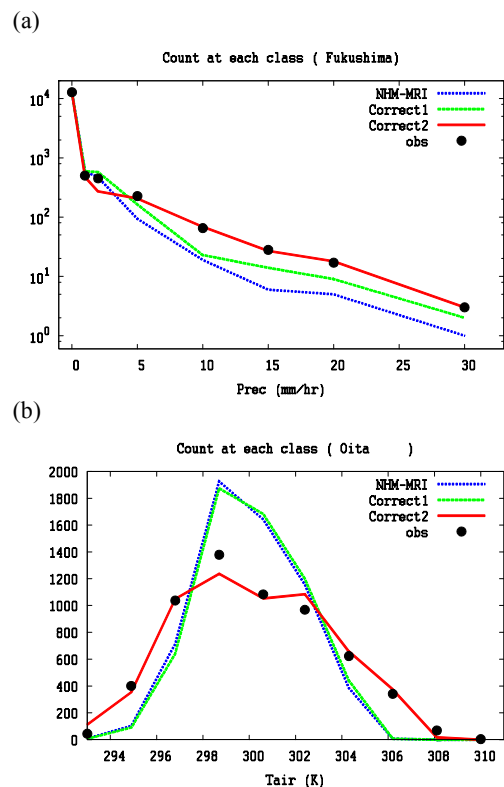 (a)
Count at each class ( Fukushima)
NHM-MRI
Correct1
Correct2
obs
10^4
10^3
10^2
10^1
10^0
0 5 10 15 20 25 30
Prec (mm/hr)
(b)
Count at each class ( Oita )
NHM-MRI
Correct1
Correct2
obs
2000
1800
1600
1400
1200
1000
800
600
400
200
0
294 296 298 300 302 304 306 308 310
Tair (K)